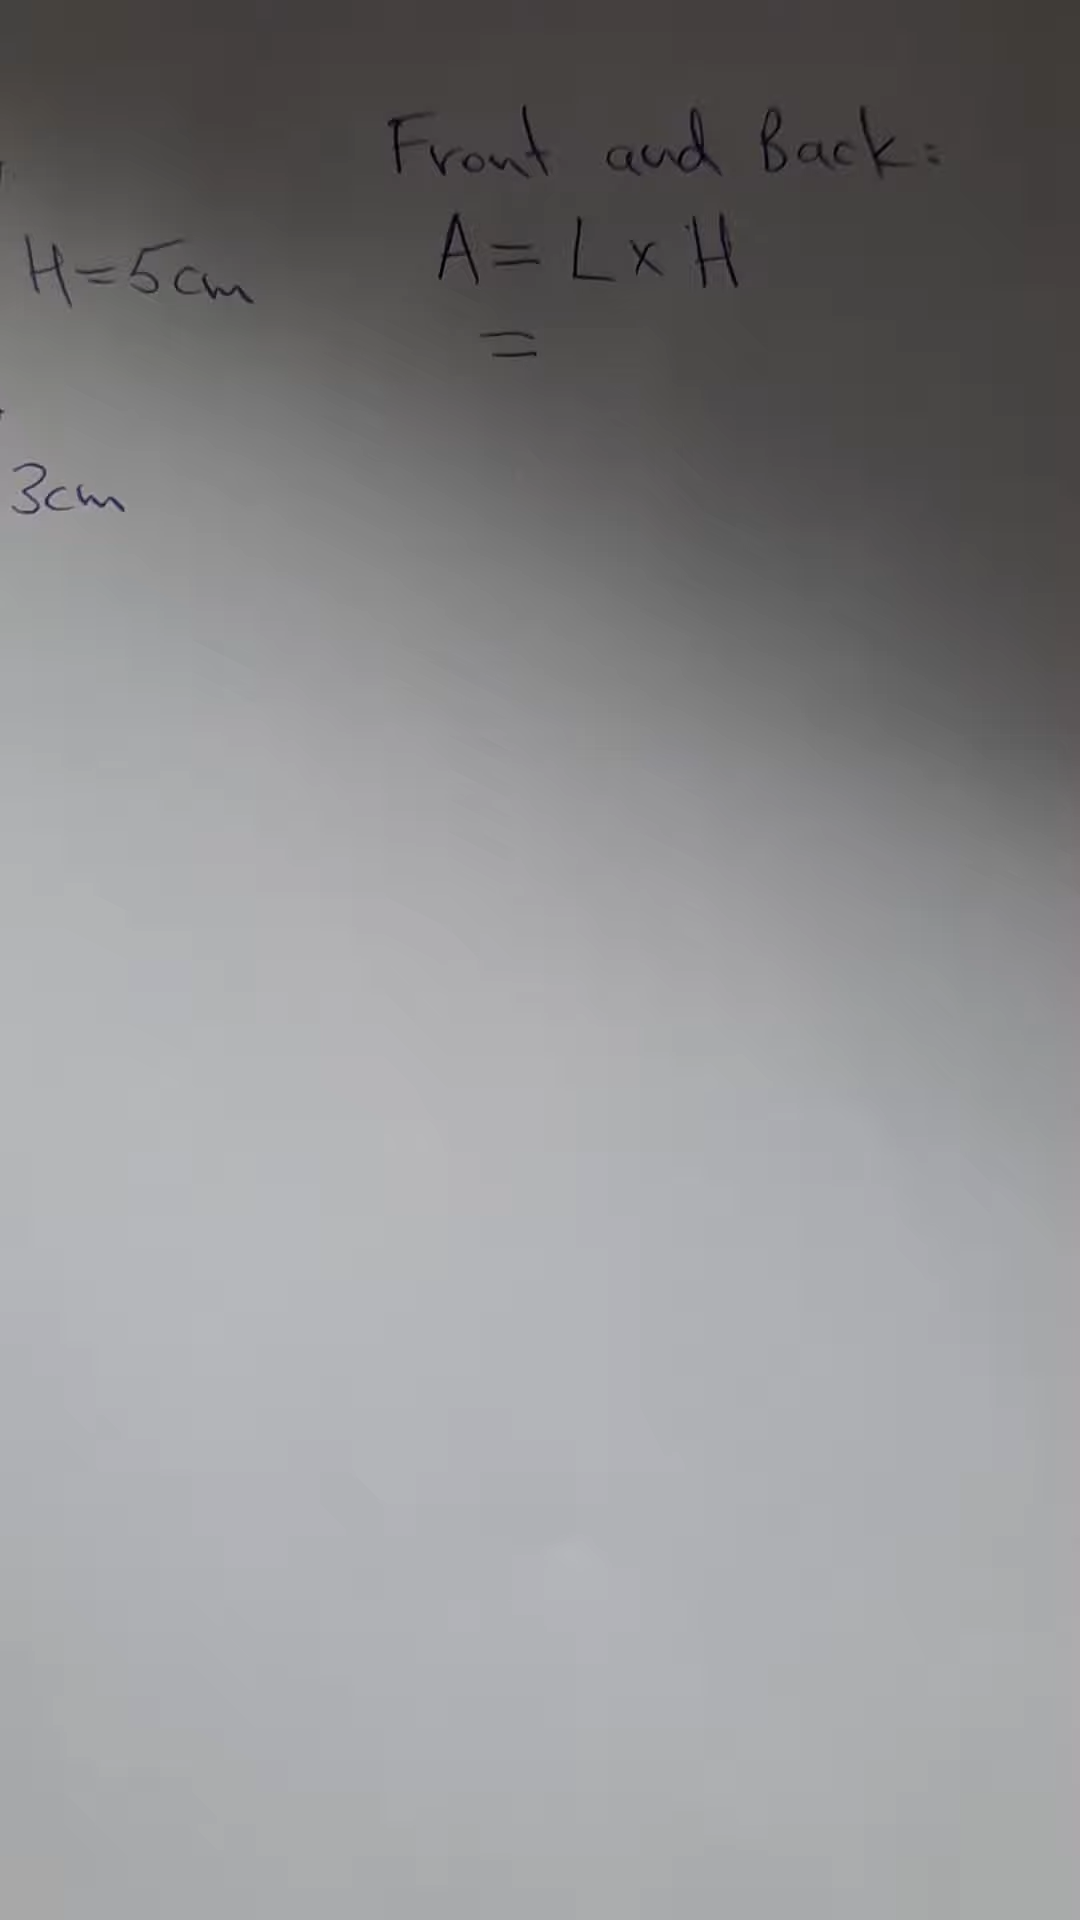 Front and Back:
H=5cm
A= L x H
=
3cm